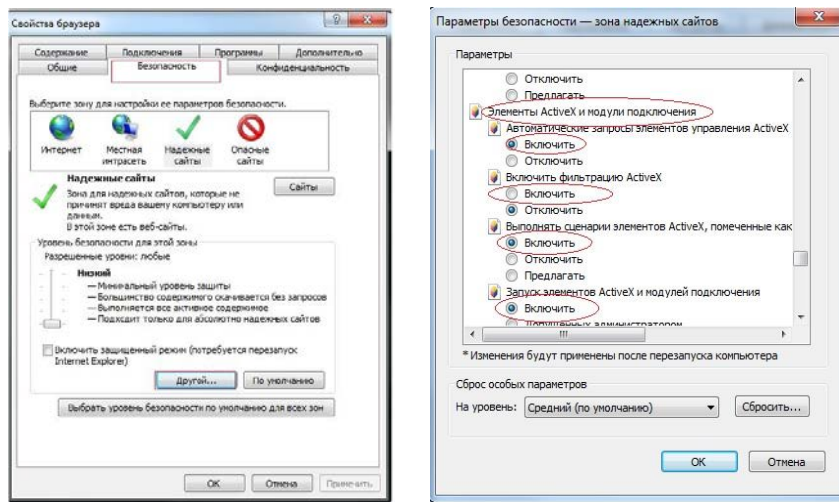 Свойства браузера
Содержание Подключения Программы Дополнительно
Общие Безопасность Конфиденциальность
Выберите зону для настройки ее параметров безопасности.
Интернет Местная интрасеть Надежные сайты Опасные сайты
Надежные сайты
Сайты
Зона для надежных сайтов, которые не
причинят вреда вашему компьютеру или
данным.
В этой зоне есть веб-сайты.
Уровень безопасности для этой зоны
Разрешенные уровни: любые
Низкий
— Минимальный уровень защиты
— Большинство содержимого скачивается без запросов
— Выполняется все активное содержимое
— Подходит только для абсолютно надежных сайтов
Включить защищенный режим (потребуется перезапуск
Internet Explorer)
Другой... По умолчанию
Выбрать уровень безопасности по умолчанию для всех зон
OK Отмена Применить
Параметры безопасности — зона надежных сайтов
Параметры
Отключить
Предлагать
Элементы ActiveX и модули подключения
Автоматические запросы элементов управления ActiveX
Включить
Отключить
Включить фильтрацию ActiveX
Включить
Отключить
Выполнять сценарии элементов ActiveX, помеченные как
Включить
Отключить
Предлагать
Запуск элементов ActiveX и модулей подключения
Включить
Допущенных администратором
* Изменения будут применены после перезапуска компьютера
Сброс особых параметров
На уровень: Средний (по умолчанию) Сбросить...
OK Отмена